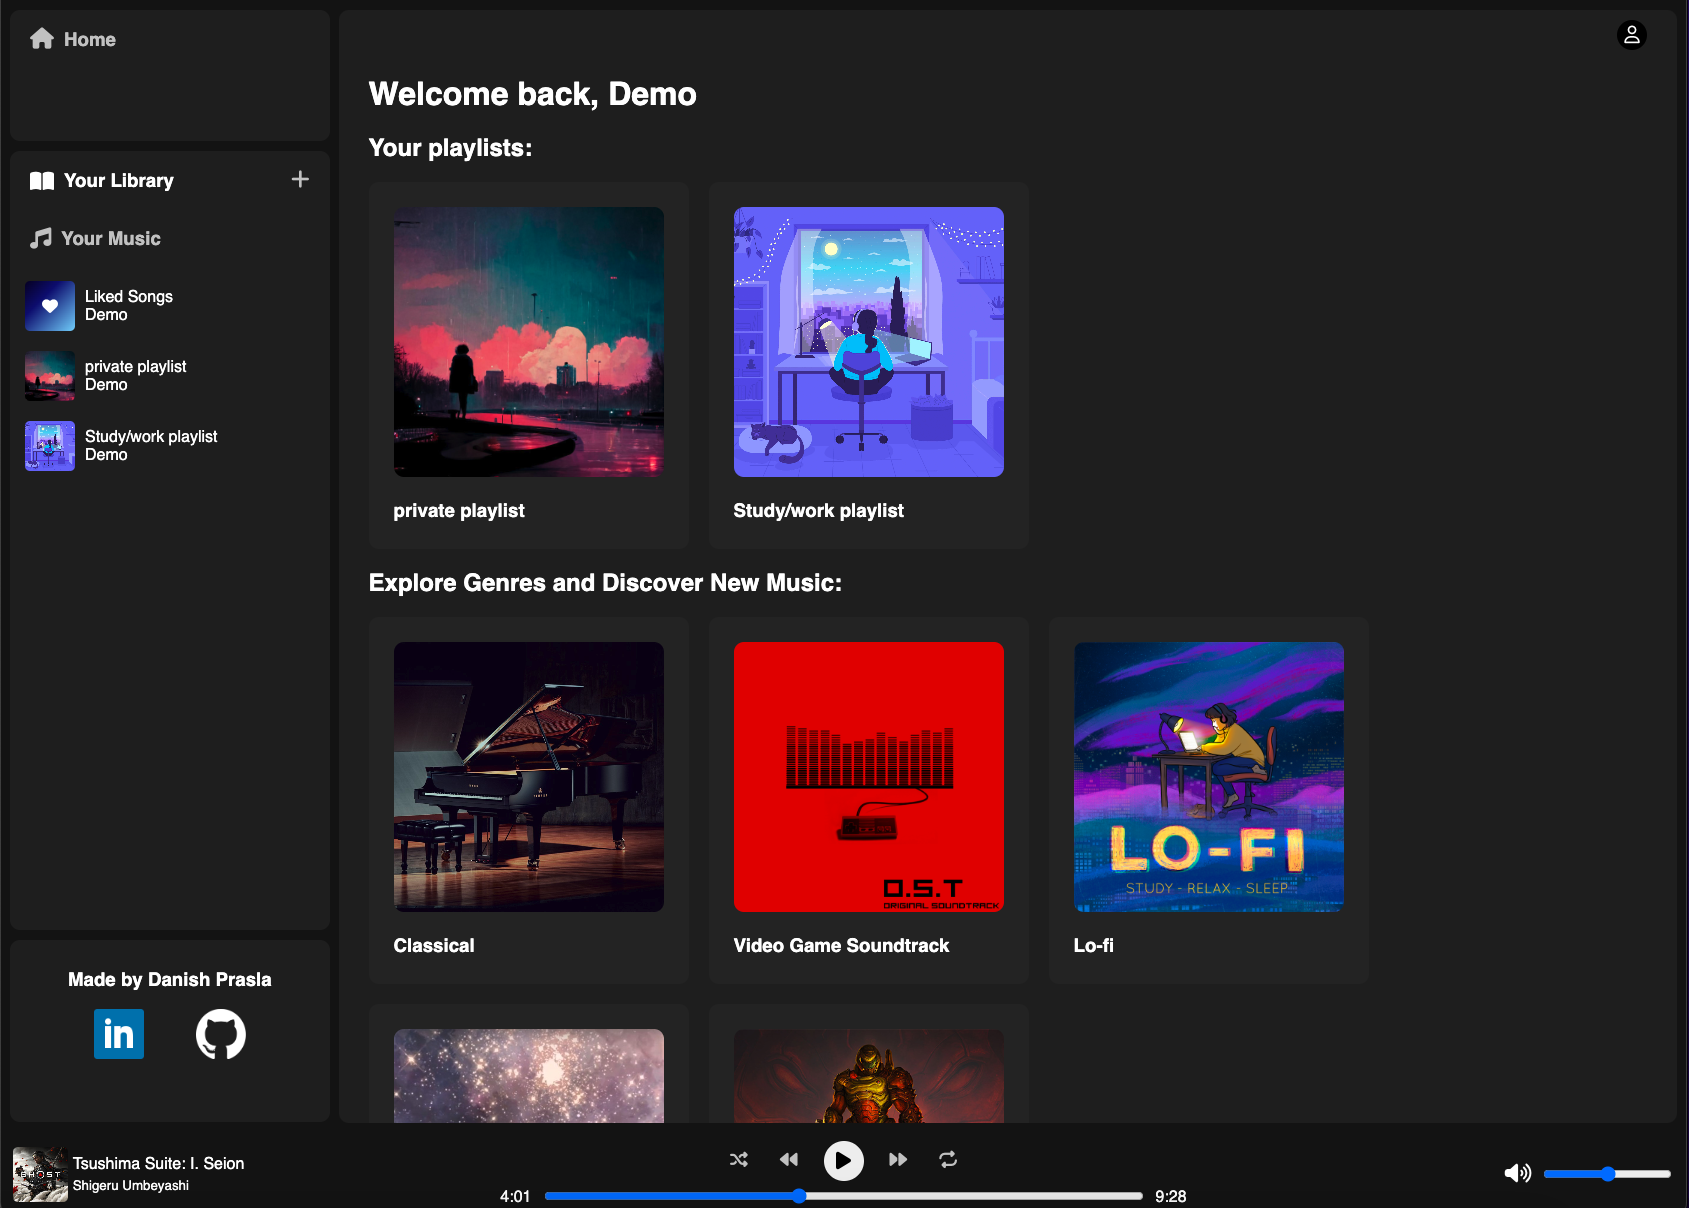 Home
Your Library
Your Music
Liked Songs
Demo
private playlist
Demo
Study/work playlist
Demo
Made by Danish Prasla
in
Welcome back, Demo
Your playlists:
private playlist
Study/work playlist
Explore Genres and Discover New Music:
O.S.T
ORIGINAL SOUNDTRACK
LO-FI
STUDY - RELAX - SLEEP
Classical
Video Game Soundtrack
Lo-fi
GHOST
Tsushima Suite: I. Seion
Shigeru Umbeyashi
4:01
9:28